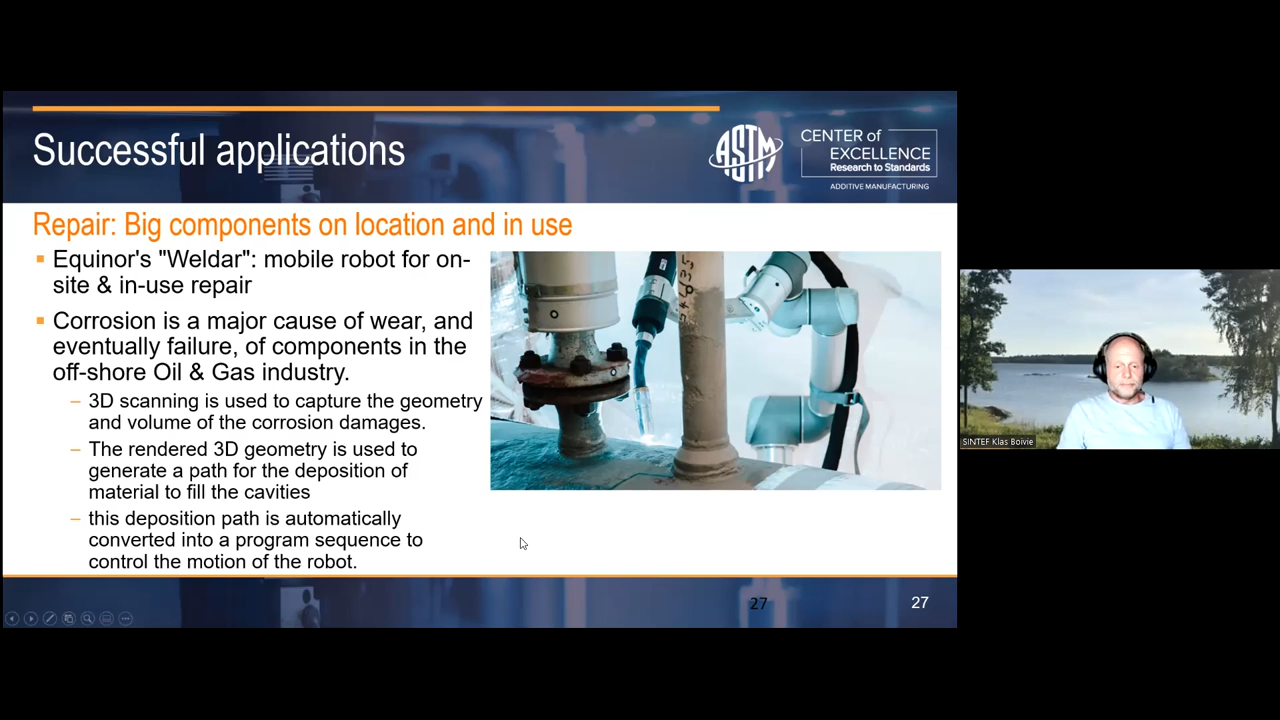 Successful applications
ASTM
CENTER of
EXCELLENCE
Research to Standards
ADDITIVE MANUFACTURING
Repair: Big components on location and in use
Equinor's "Weldar": mobile robot for on-
site & in-use repair
Corrosion is a major cause of wear, and
eventually failure, of components in the
off-shore Oil & Gas industry.
– 3D scanning is used to capture the geometry
and volume of the corrosion damages.
– The rendered 3D geometry is used to
generate a path for the deposition of
material to fill the cavities
– this deposition path is automatically
converted into a program sequence to
control the motion of the robot.
27
27
SINTEF Klas Boivie